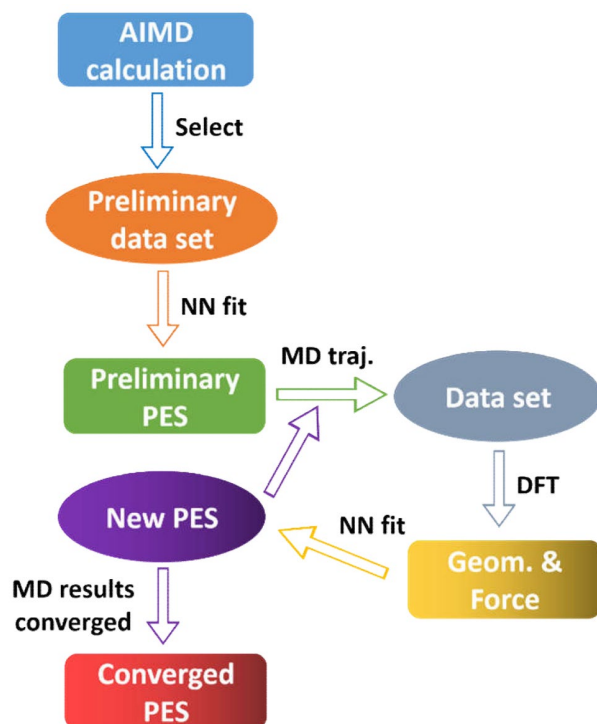 AIMD
calculation
Select
Preliminary
data set
NN fit
MD traj.
Preliminary
PES
Data set
DFT
New PES
NN fit
Geom. &
Force
MD results
converged
Converged
PES